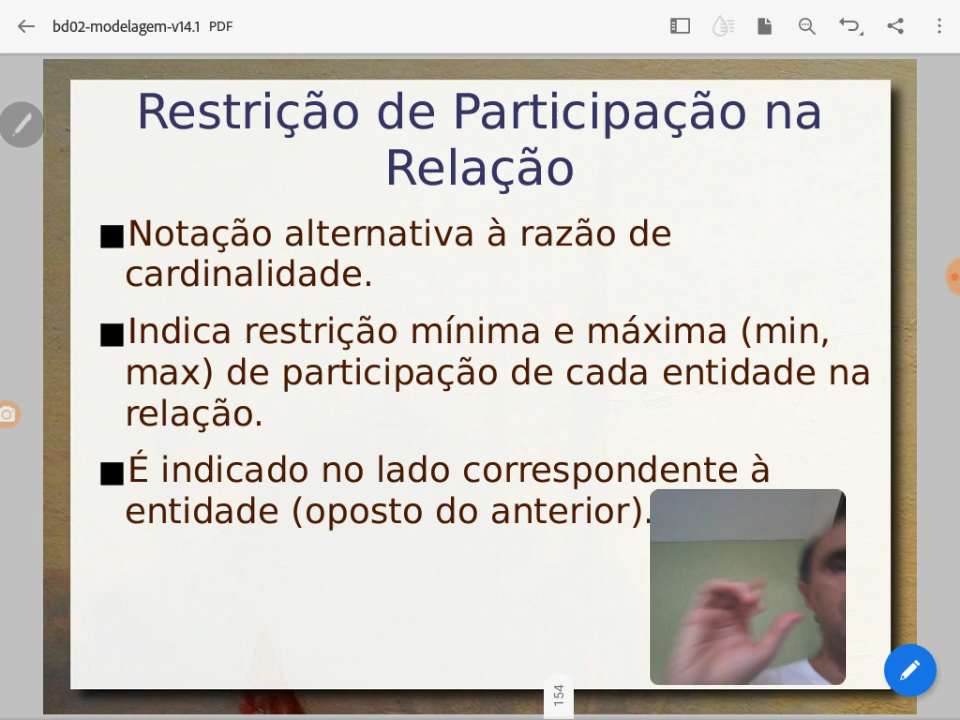 bd02-modelagem-v14.1 PDF
Restrição de Participação na
Relação
Notação alternativa à razão de
cardinalidade.
Indica restrição mínima e máxima (min,
max) de participação de cada entidade na
relação.
É indicado no lado correspondente à
entidade (oposto do anterior).
154